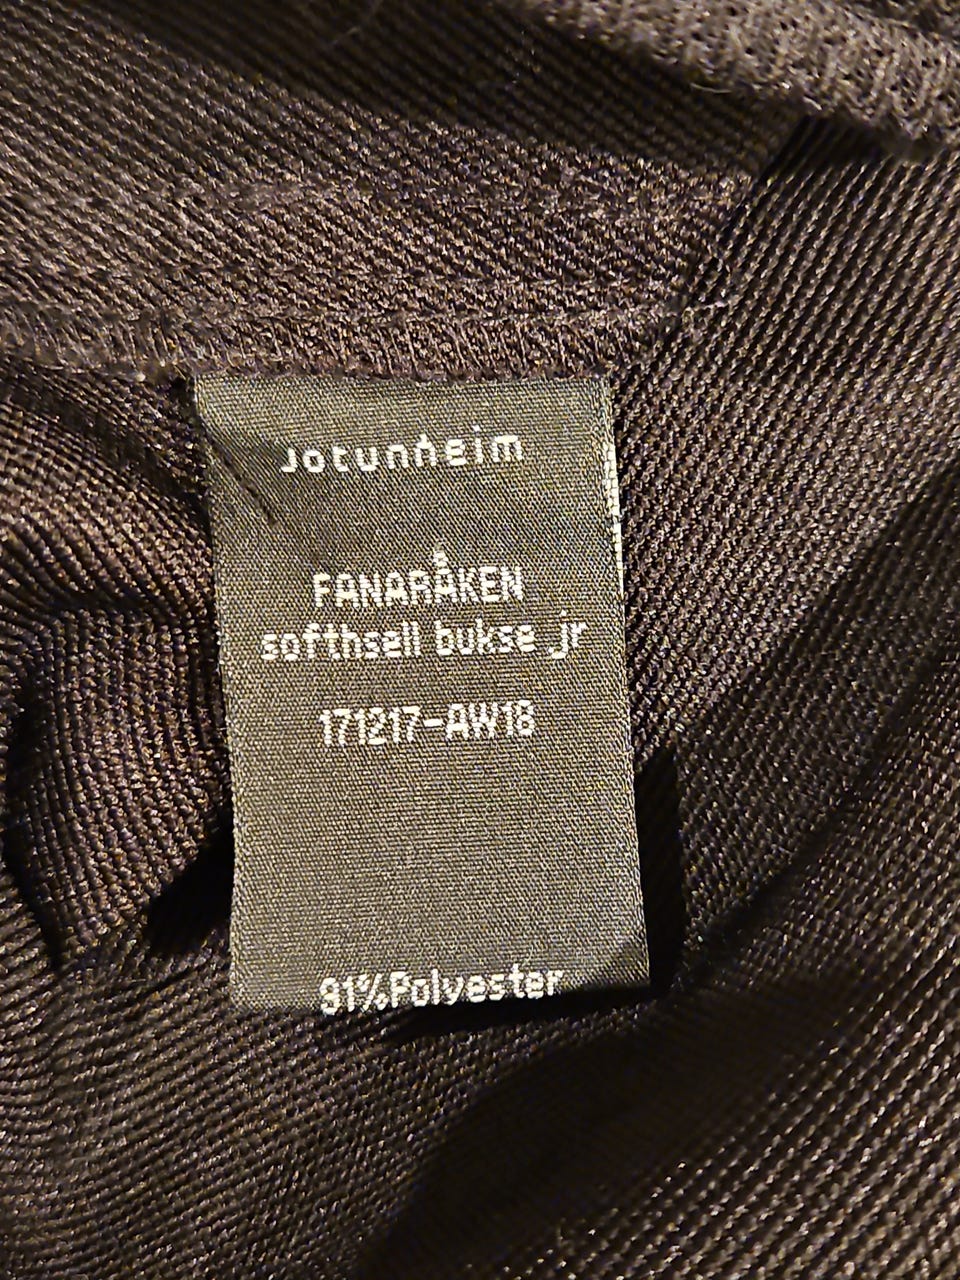 Jotunheim
FANARÅKEN
softhsell bukse jr
171217-AW18
91%Polyester